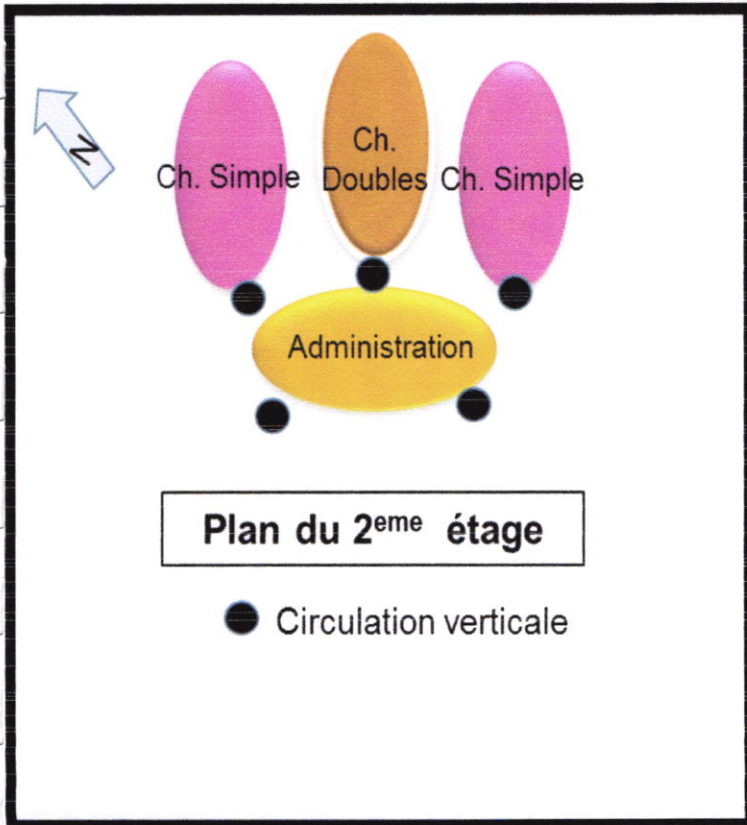 N
Ch.
Ch. Simple
Doubles
Ch. Simple
Administration
Plan du 2eme étage
Circulation verticale